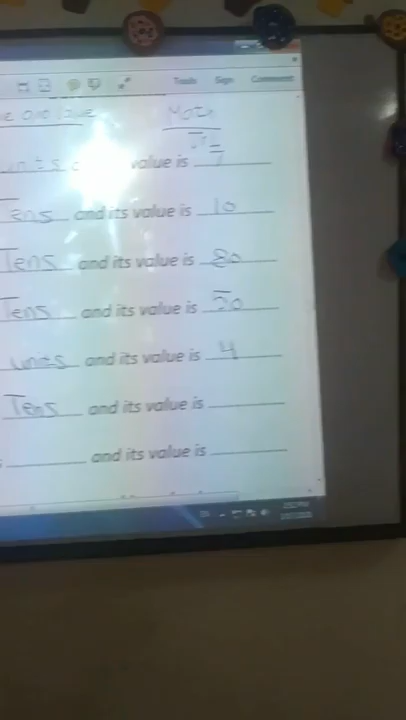 Tools Sign Comment
Math
units value is 7
Tens and its value is 10
Tens and its value is 80
Tens and its value is 50
units and its value is 4
Tens and its value is
and its value is